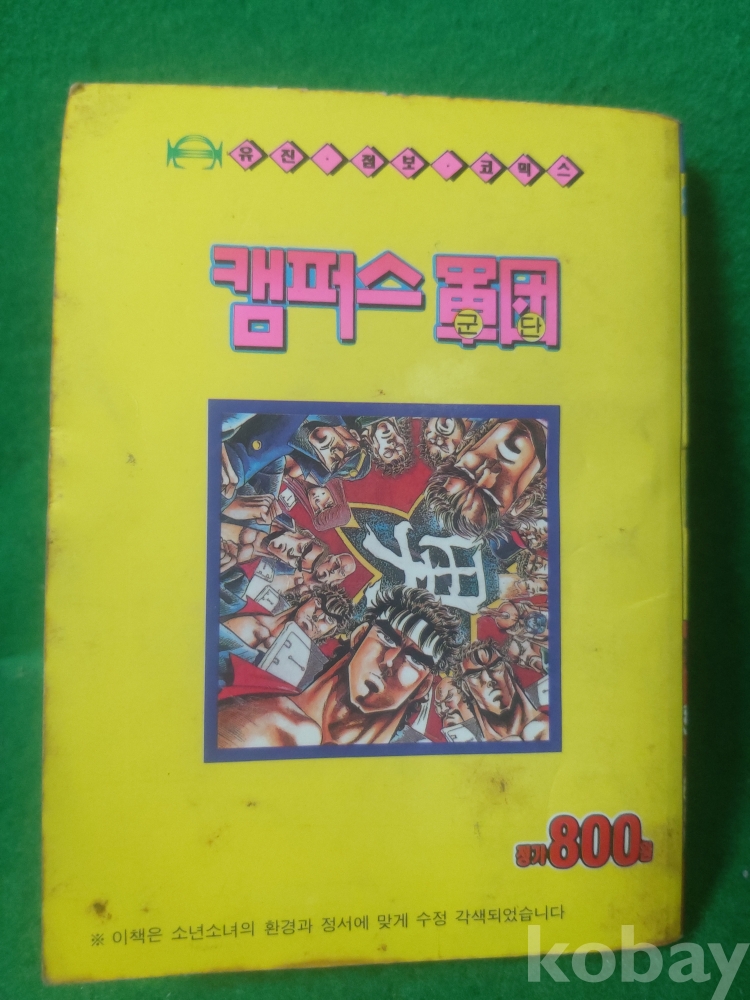 유진·점보·코믹스
캠퍼스 軍団
군 단
男
정가 800원
※ 이책은 소년소녀의 환경과 정서에 맞게 수정 각색되었습니다
kobay